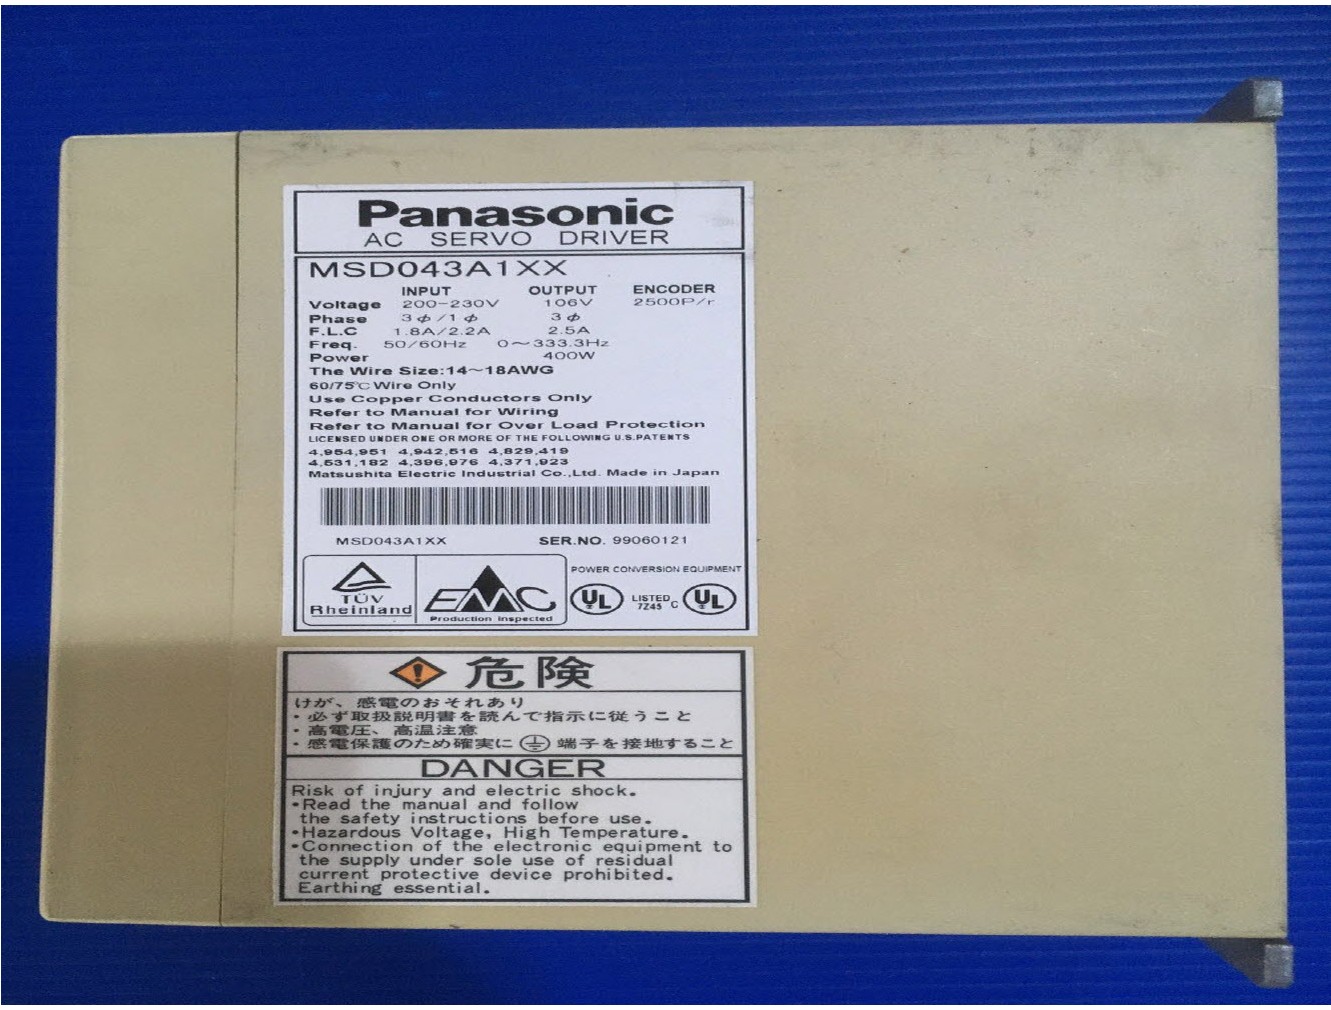 Panasonic
AC SERVO DRIVER
MSD043A1XX
INPUT OUTPUT ENCODER
Voltage 200-230V 106V 2500P/r
Phase 3ϕ/1ϕ 3ϕ
F.L.C 1.8A/2.2A 2.5A
Freq. 50/60Hz 0～333.3Hz
Power 400W
The Wire Size:14～18AWG
60/75℃ Wire Only
Use Copper Conductors Only
Refer to Manual for Wiring
Refer to Manual for Over Load Protection
LICENSED UNDER ONE OR MORE OF THE FOLLOWING U.S.PATENTS
4,954,951 4,942,516 4,829,419
4,531,182 4,396,976 4,371,923
Matsushita Electric Industrial Co.,Ltd. Made in Japan
MSD043A1XX SER.NO. 99060121
POWER CONVERSION EQUIPMENT
TÜV
Rheinland
EMC
Production Inspected
UL LISTED C UL
7Z45
危険
けが、感電のおそれあり
・必ず取扱説明書を読んで指示に従うこと
・高電圧、高温注意
・感電保護のため確実に⏚端子を接地すること
DANGER
Risk of injury and electric shock.
•Read the manual and follow
the safety instructions before use.
•Hazardous Voltage, High Temperature.
•Connection of the electronic equipment to
the supply under sole use of residual
current protective device prohibited.
Earthing essential.